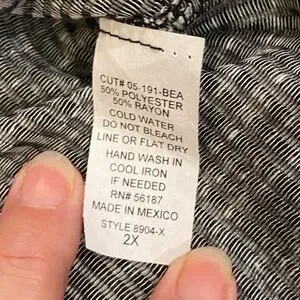 CUT# 05-191-BEA
50% POLYESTER
50% RAYON
COLD WATER
DO NOT BLEACH
LINE OR FLAT DRY
HAND WASH IN
COOL IRON
IF NEEDED
RN# 56187
MADE IN MEXICO
STYLE 8904-X
2X